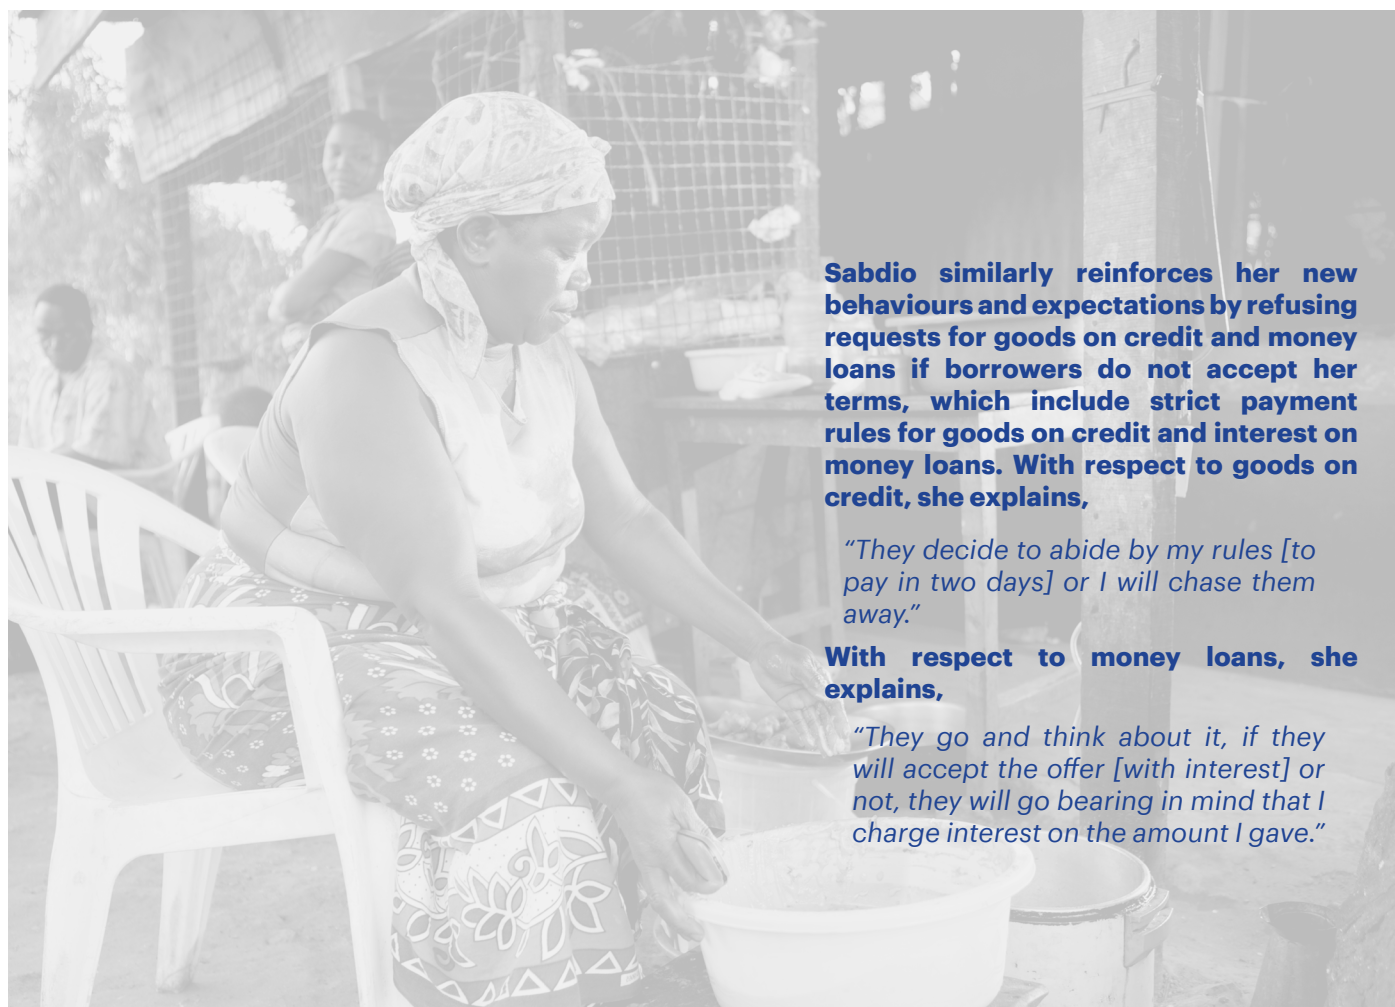 Sabdio similarly reinforces her new
behaviours and expectations by refusing
requests for goods on credit and money
loans if borrowers do not accept her
terms, which include strict payment
rules for goods on credit and interest on
money loans. With respect to goods on
credit, she explains,
“They decide to abide by my rules [to
pay in two days] or I will chase them
away.”
With respect to money loans, she
explains,
“They go and think about it, if they
will accept the offer [with interest] or
not, they will go bearing in mind that I
charge interest on the amount I gave.”